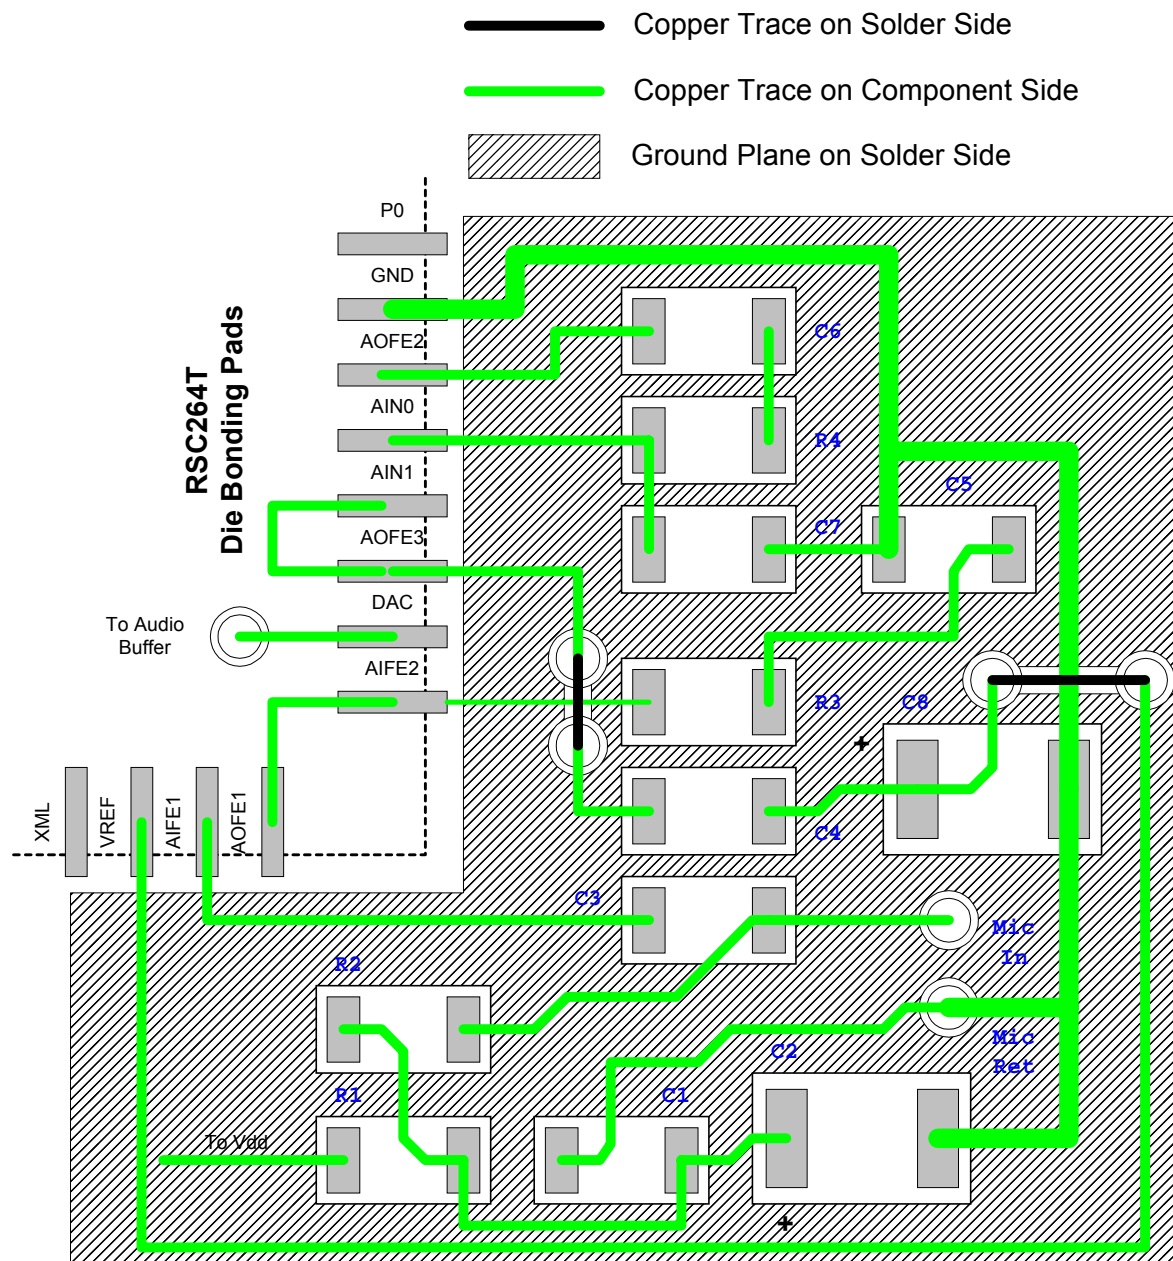 Copper Trace on Solder Side
Copper Trace on Component Side
Ground Plane on Solder Side
P0
GND
AOFE2
AIN0
AIN1
AOFE3
DAC
AIFE2
RSC264T
Die Bonding Pads
To Audio
Buffer
XML
VREF
AIFE1
AOFE1
C6
R4
C5
C7
R3
C8
+
C4
C3
Mic
In
R2
Mic
Ret
C2
R1
C1
To Vdd
+